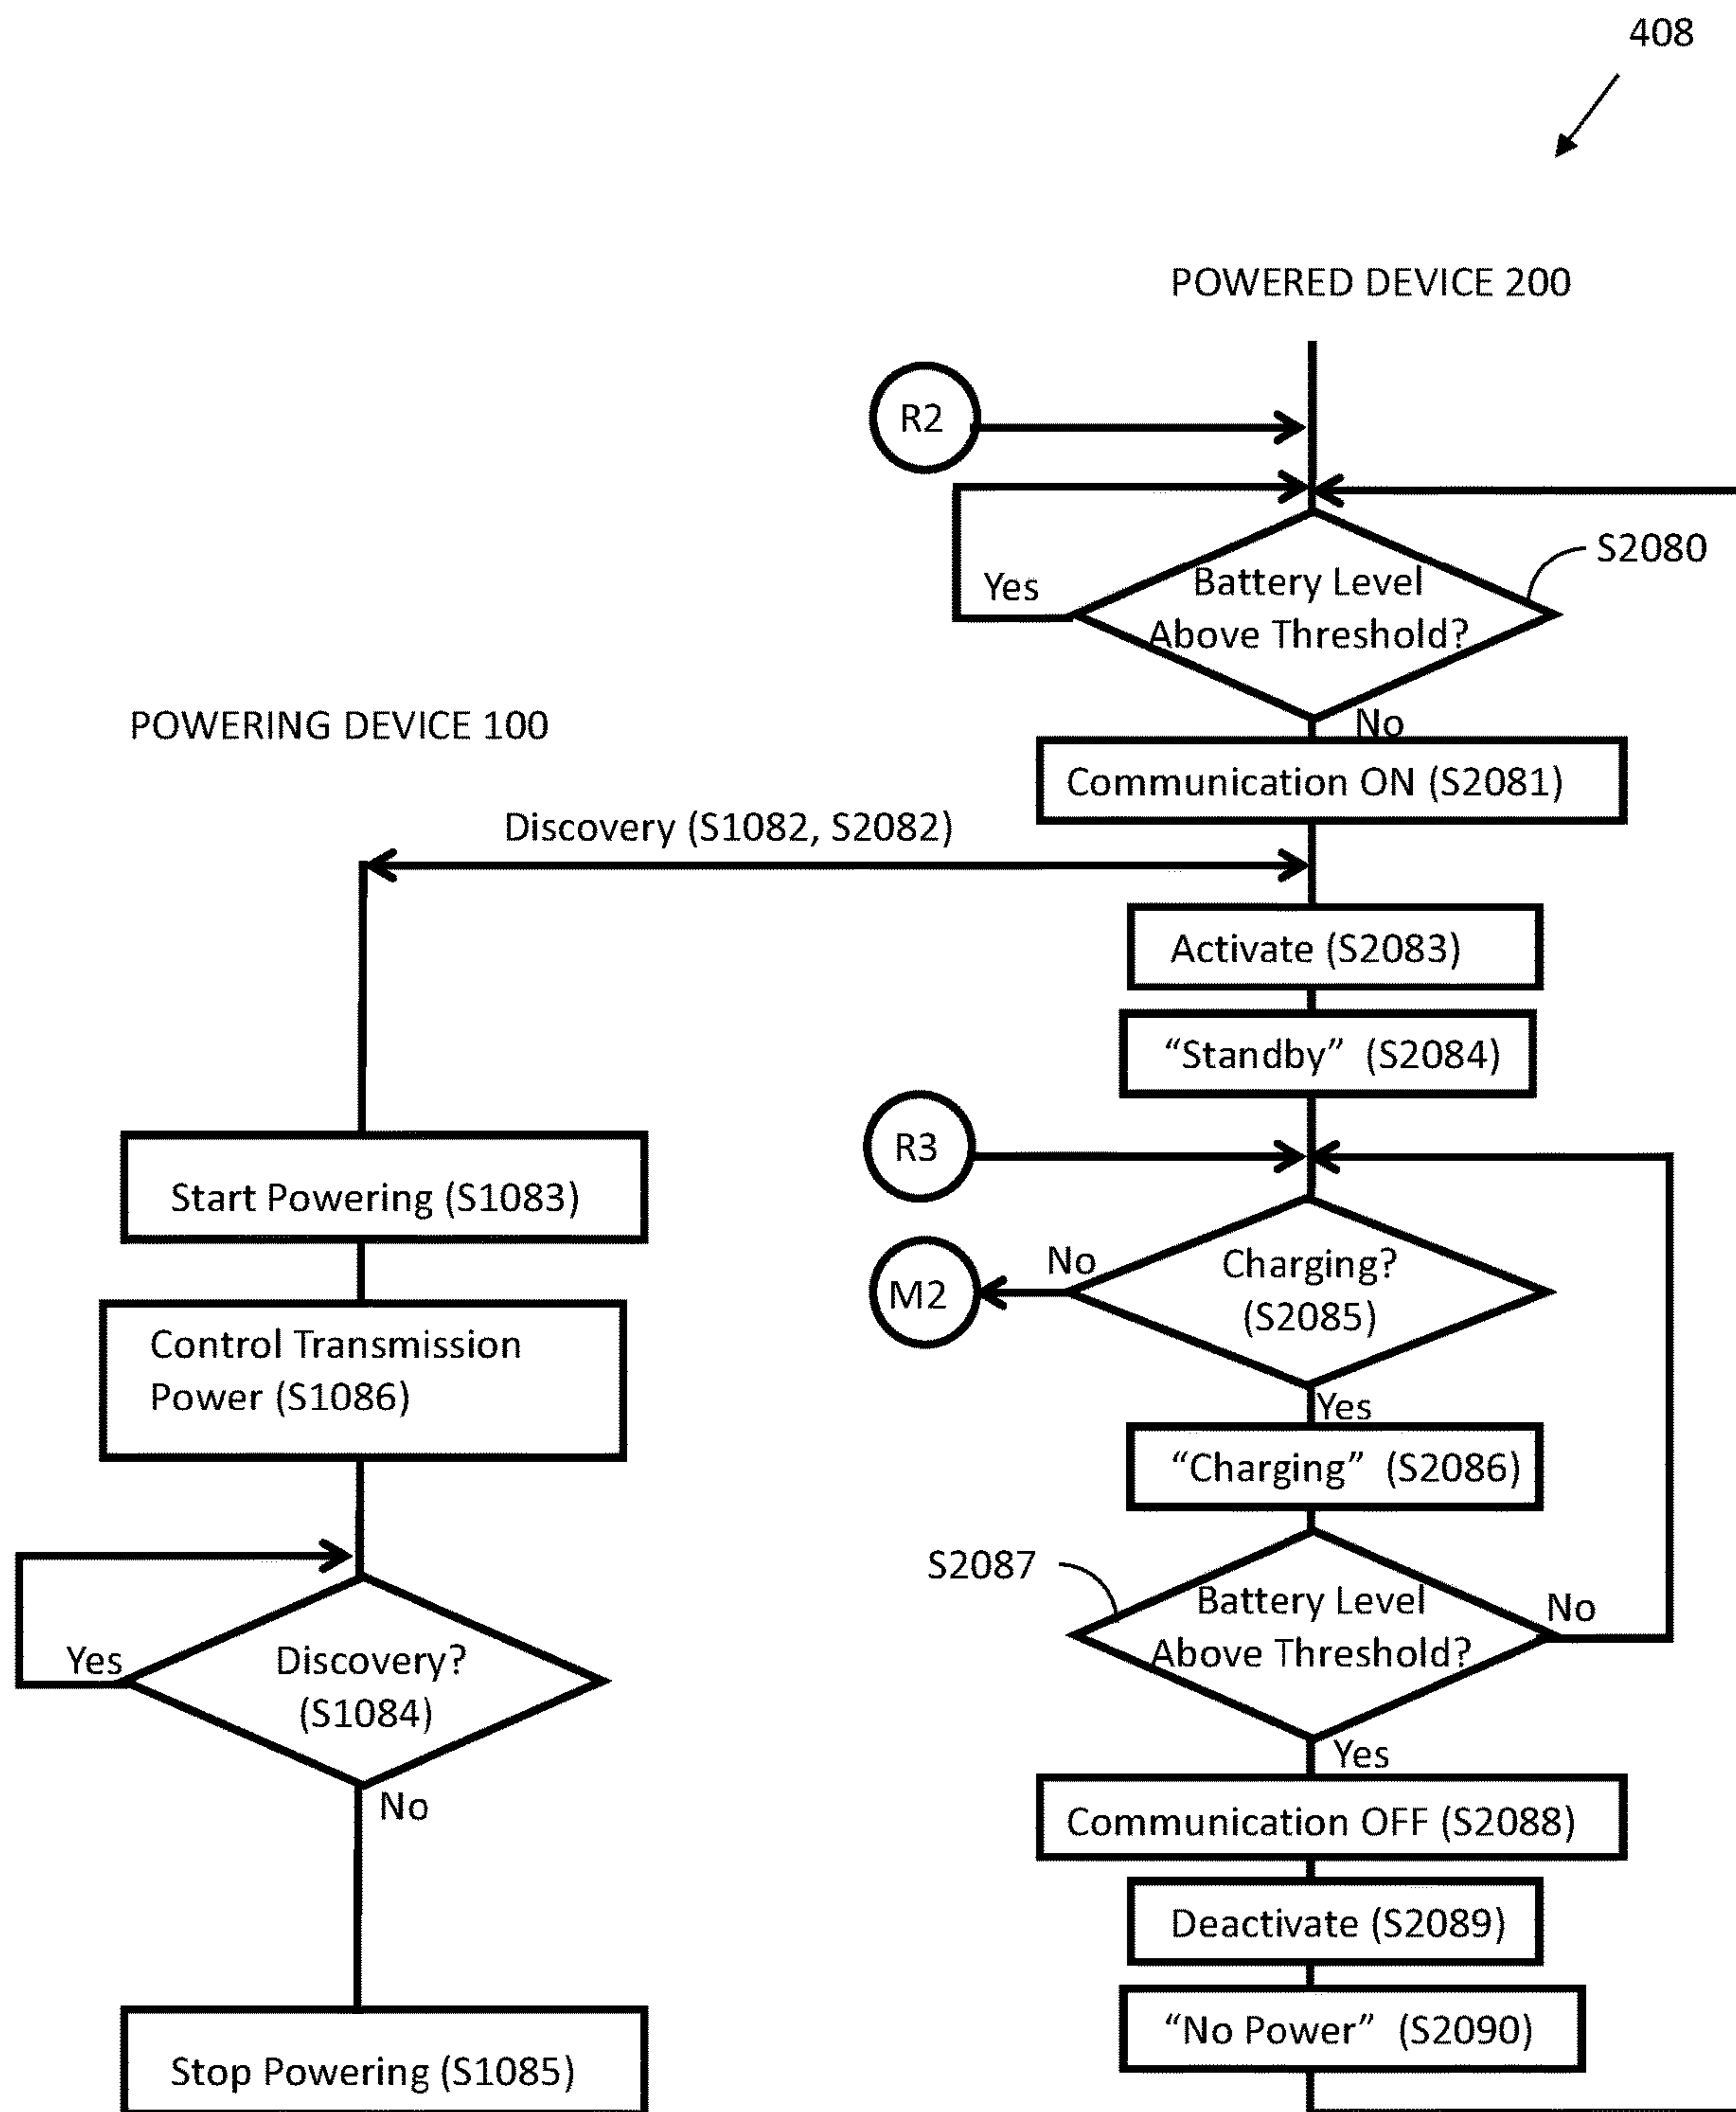 408
POWERED DEVICE 200
R2
S2080
Yes
Battery Level
Above Threshold?
No
POWERING DEVICE 100
Communication ON (S2081)
Discovery (S1082, S2082)
Activate (S2083)
“Standby” (S2084)
R3
Start Powering (S1083)
No
Charging?
(S2085)
M2
Control Transmission
Power (S1086)
Yes
“Charging” (S2086)
S2087
Battery Level
Above Threshold?
No
Yes
Discovery?
(S1084)
Yes
No
Communication OFF (S2088)
Deactivate (S2089)
“No Power” (S2090)
Stop Powering (S1085)